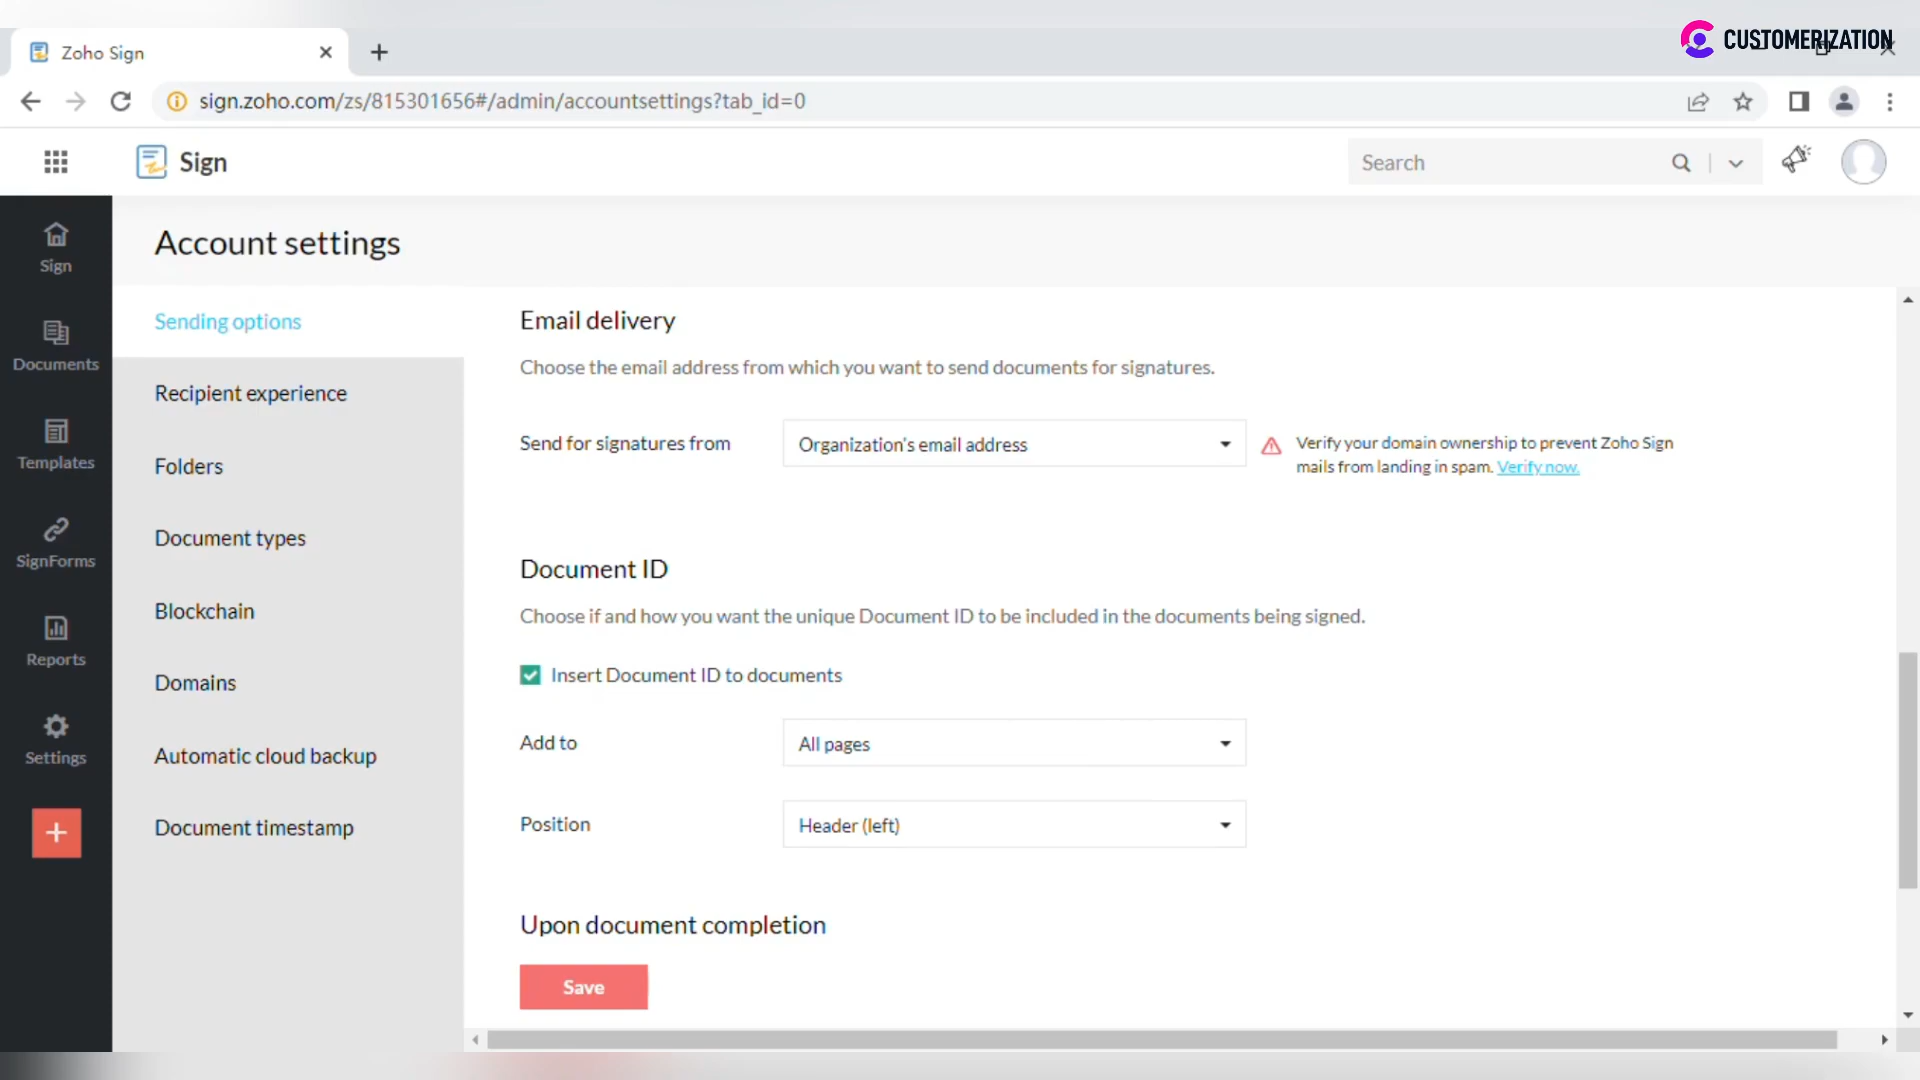 Zoho Sign
CUSTOMERIZATION
sign.zoho.com/zs/815301656#/admin/accountsettings?tab_id=0
Sign
Search
Sign
Documents
Templates
SignForms
Reports
Settings
Account settings
Sending options
Recipient experience
Folders
Document types
Blockchain
Domains
Automatic cloud backup
Document timestamp
Email delivery
Choose the email address from which you want to send documents for signatures.
Send for signatures from
Organization's email address
Verify your domain ownership to prevent Zoho Sign
mails from landing in spam. Verify now.
Document ID
Choose if and how you want the unique Document ID to be included in the documents being signed.
Insert Document ID to documents
Add to
All pages
Position
Header (left)
Upon document completion
Save